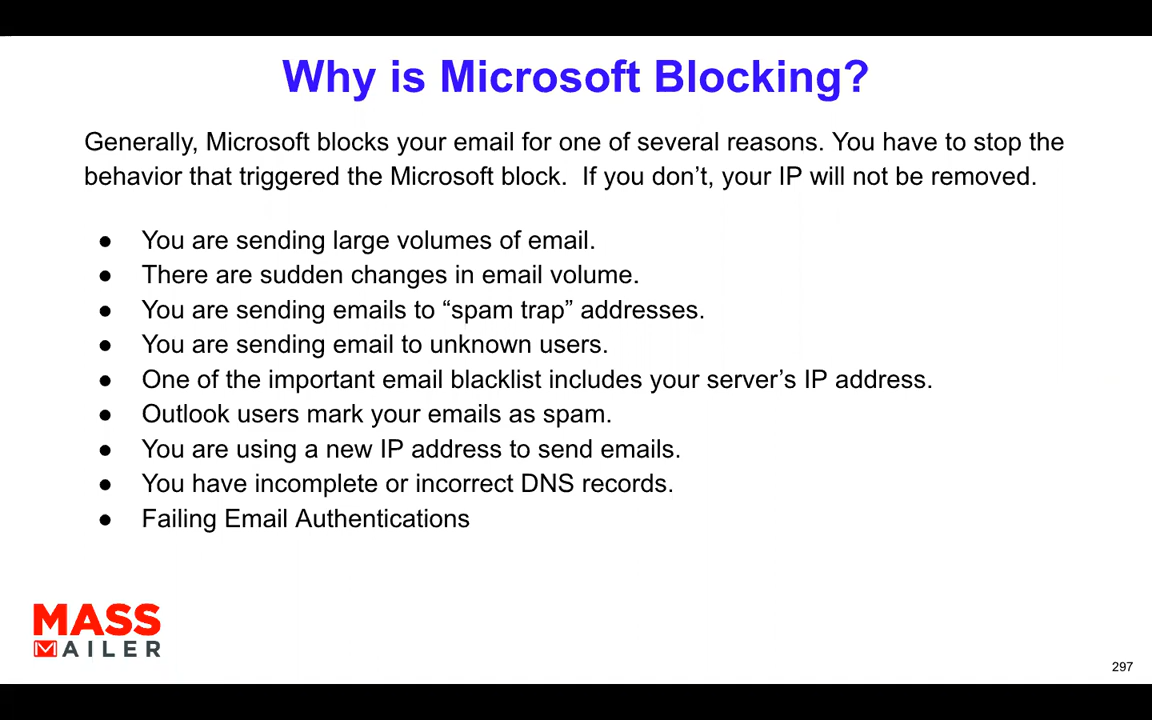 Why is Microsoft Blocking?
Generally, Microsoft blocks your email for one of several reasons. You have to stop the
behavior that triggered the Microsoft block.  If you don’t, your IP will not be removed.
● You are sending large volumes of email.
● There are sudden changes in email volume.
● You are sending emails to “spam trap” addresses.
● You are sending email to unknown users.
● One of the important email blacklist includes your server’s IP address.
● Outlook users mark your emails as spam.
● You are using a new IP address to send emails.
● You have incomplete or incorrect DNS records.
● Failing Email Authentications
MASS
MAILER
297